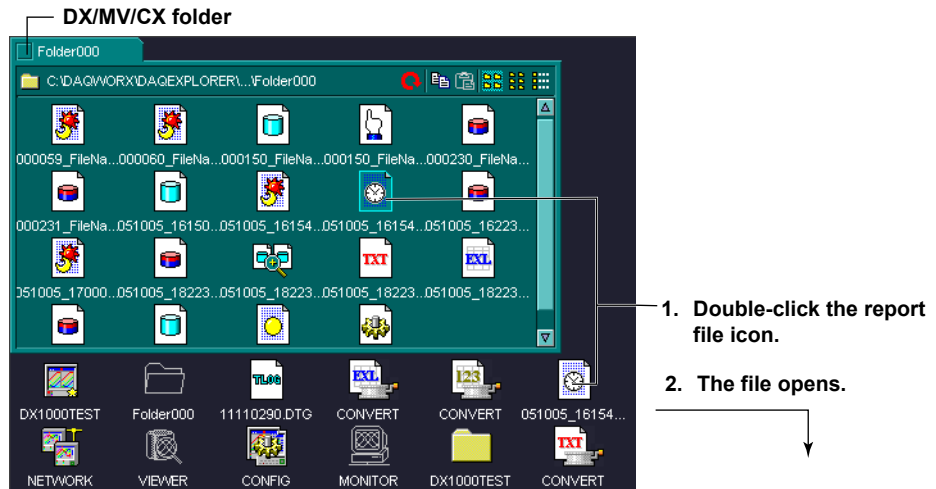 DX/MV/CX folder
Folder000
C:\DAQWORX\DAQEXPLORER\...\Folder000
000059_FileNa...000060_FileNa...000150_FileNa...000150_FileNa...000230_FileNa...
000231_FileNa...051005_16150...051005_16154...051005_16154...051005_16223...
TXT EXL
051005_17000...051005_18223...051005_18223...051005_18223...051005_18223...
1. Double-click the report
file icon.
2. The file opens.
TLOG EXL 123
DX1000TEST Folder000 11110290.DTG CONVERT CONVERT 051005_16154...
TXT
NETWORK VIEWER CONFIG MONITOR DX1000TEST CONVERT